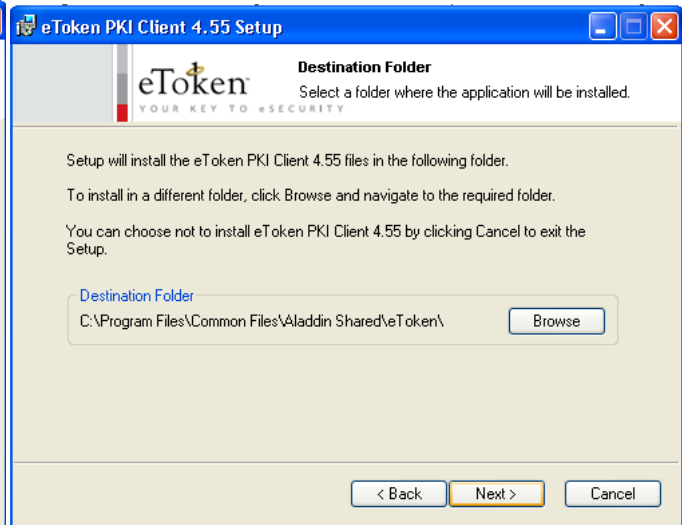 eToken PKI Client 4.55 Setup
eToken
YOUR KEY TO eSECURITY
Destination Folder
Select a folder where the application will be installed.
Setup will install the eToken PKI Client 4.55 files in the following folder.
To install in a different folder, click Browse and navigate to the required folder.
You can choose not to install eToken PKI Client 4.55 by clicking Cancel to exit the
Setup.
Destination Folder
C:\Program Files\Common Files\Aladdin Shared\eToken\
Browse
< Back
Next >
Cancel